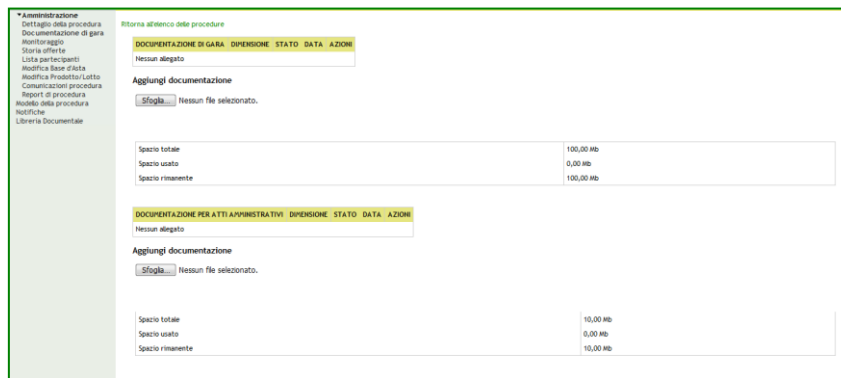 Amministrazione
Dettaglio della procedura
Documentazione di gara
Monitoraggio
Storia offerte
Lista partecipanti
Modifica Base d'Asta
Modifica Prodotto/Lotto
Comunicazioni procedura
Report di procedura
Modello della procedura
Notifiche
Libreria Documentale
Ritorna all'elenco delle procedure
DOCUMENTAZIONE DI GARA DIMENSIONE STATO DATA AZIONI
Nessun allegato
Aggiungi documentazione
Sfoglia... Nessun file selezionato.
Spazio totale 100,00 Mb
Spazio usato 0,00 Mb
Spazio rimanente 100,00 Mb
DOCUMENTAZIONE PER ATTI AMMINISTRATIVI DIMENSIONE STATO DATA AZIONI
Nessun allegato
Aggiungi documentazione
Sfoglia... Nessun file selezionato.
Spazio totale 10,00 Mb
Spazio usato 0,00 Mb
Spazio rimanente 10,00 Mb